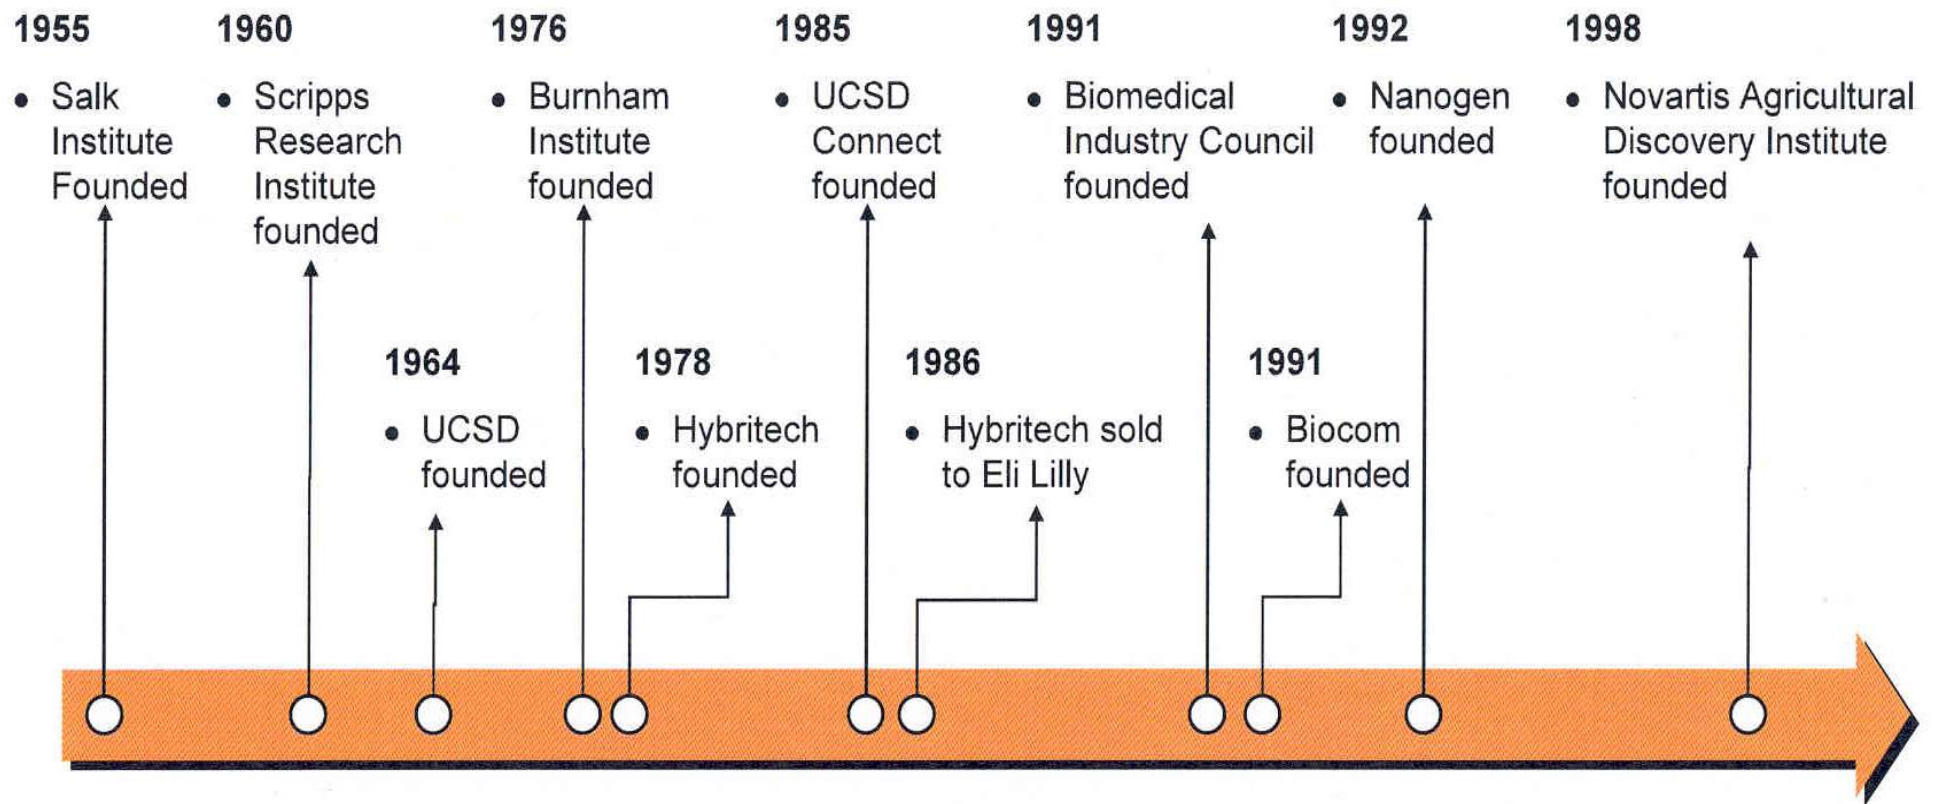 1955
• Salk
Institute
Founded
1960
• Scripps
Research
Institute
founded
1964
• UCSD
founded
1976
• Burnham
Institute
founded
1978
• Hybritech
founded
1985
• UCSD
Connect
founded
1986
• Hybritech sold
to Eli Lilly
1991
• Biomedical
Industry Council
founded
1991
• Biocom
founded
1992
• Nanogen
founded
1998
• Novartis Agricultural
Discovery Institute
founded